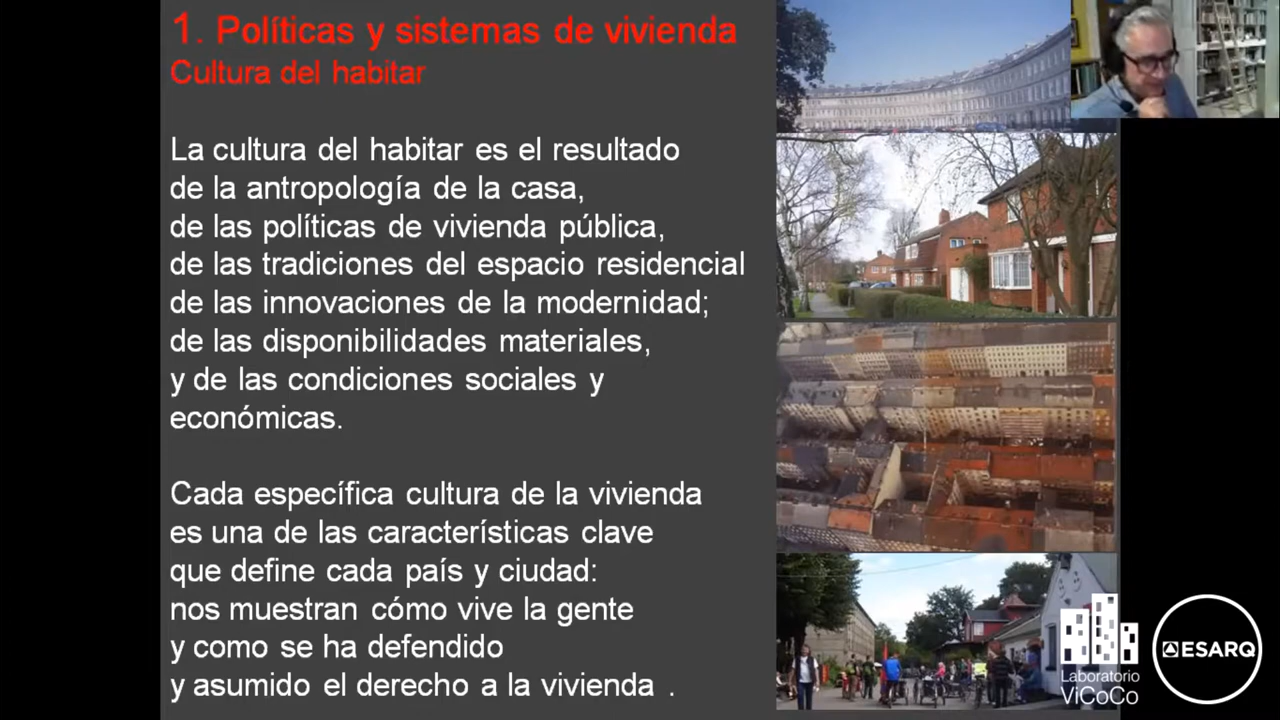 1. Políticas y sistemas de vivienda
Cultura del habitar
La cultura del habitar es el resultado
de la antropología de la casa,
de las políticas de vivienda pública,
de las tradiciones del espacio residencial
de las innovaciones de la modernidad;
de las disponibilidades materiales,
y de las condiciones sociales y
económicas.
Cada específica cultura de la vivienda
es una de las características clave
que define cada país y ciudad:
nos muestran cómo vive la gente
y como se ha defendido
y asumido el derecho a la vivienda .
Laboratorio
ViCoCo
ESARQ